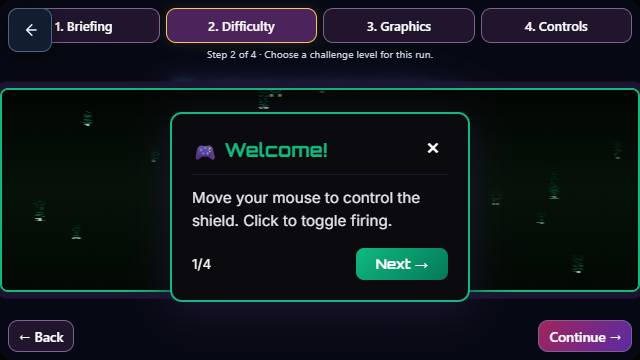 ←
1. Briefing
2. Difficulty
3. Graphics
4. Controls
Step 2 of 4 · Choose a challenge level for this run.
🎮 Welcome!
✕
Move your mouse to control the
shield. Click to toggle firing.
1/4
Next →
← Back
Continue →